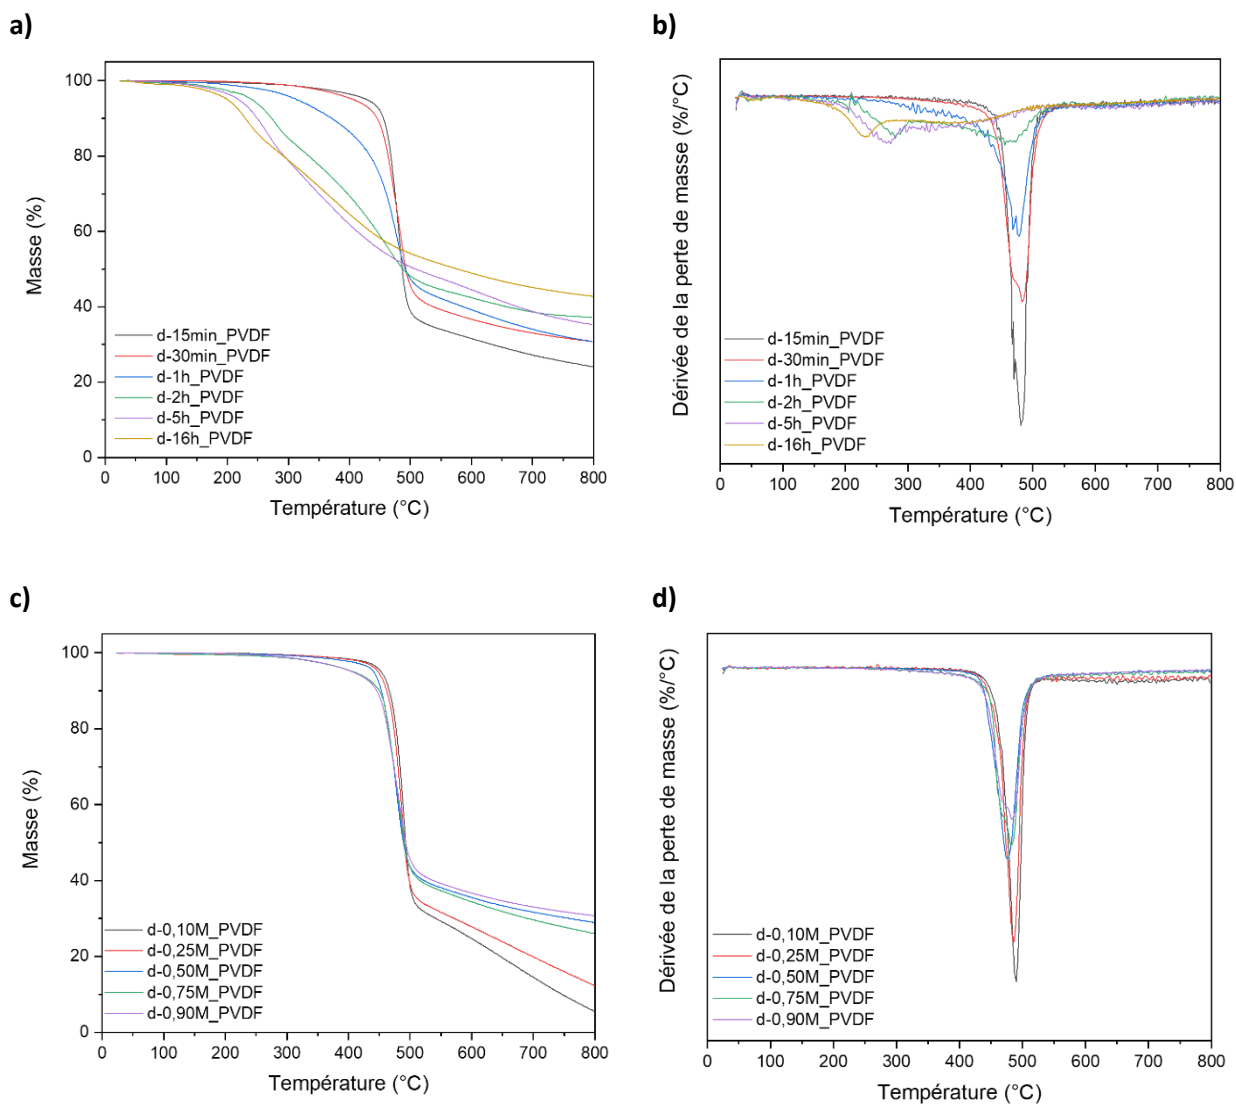 a)
100
80
60
40
20
0
Masse (%)
d-15min_PVDF
d-30min_PVDF
d-1h_PVDF
d-2h_PVDF
d-5h_PVDF
d-16h_PVDF
0 100 200 300 400 500 600 700 800
Température (°C)
b)
Dérivée de la perte de masse (%/°C)
d-15min_PVDF
d-30min_PVDF
d-1h_PVDF
d-2h_PVDF
d-5h_PVDF
d-16h_PVDF
0 100 200 300 400 500 600 700 800
Température (°C)
c)
100
80
60
40
20
0
Masse (%)
d-0,10M_PVDF
d-0,25M_PVDF
d-0,50M_PVDF
d-0,75M_PVDF
d-0,90M_PVDF
0 100 200 300 400 500 600 700 800
Température (°C)
d)
Dérivée de la perte de masse (%/°C)
d-0,10M_PVDF
d-0,25M_PVDF
d-0,50M_PVDF
d-0,75M_PVDF
d-0,90M_PVDF
0 100 200 300 400 500 600 700 800
Température (°C)